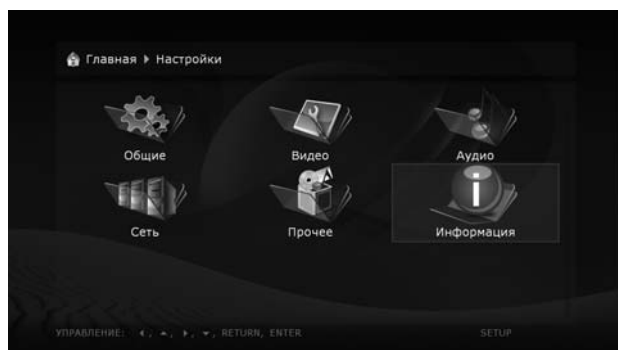 Главная ▸ Настройки
Общие Видео Аудио
Сеть Прочее Информация
УПРАВЛЕНИЕ: ◂, ▴, ▸, ▾, RETURN, ENTER SETUP